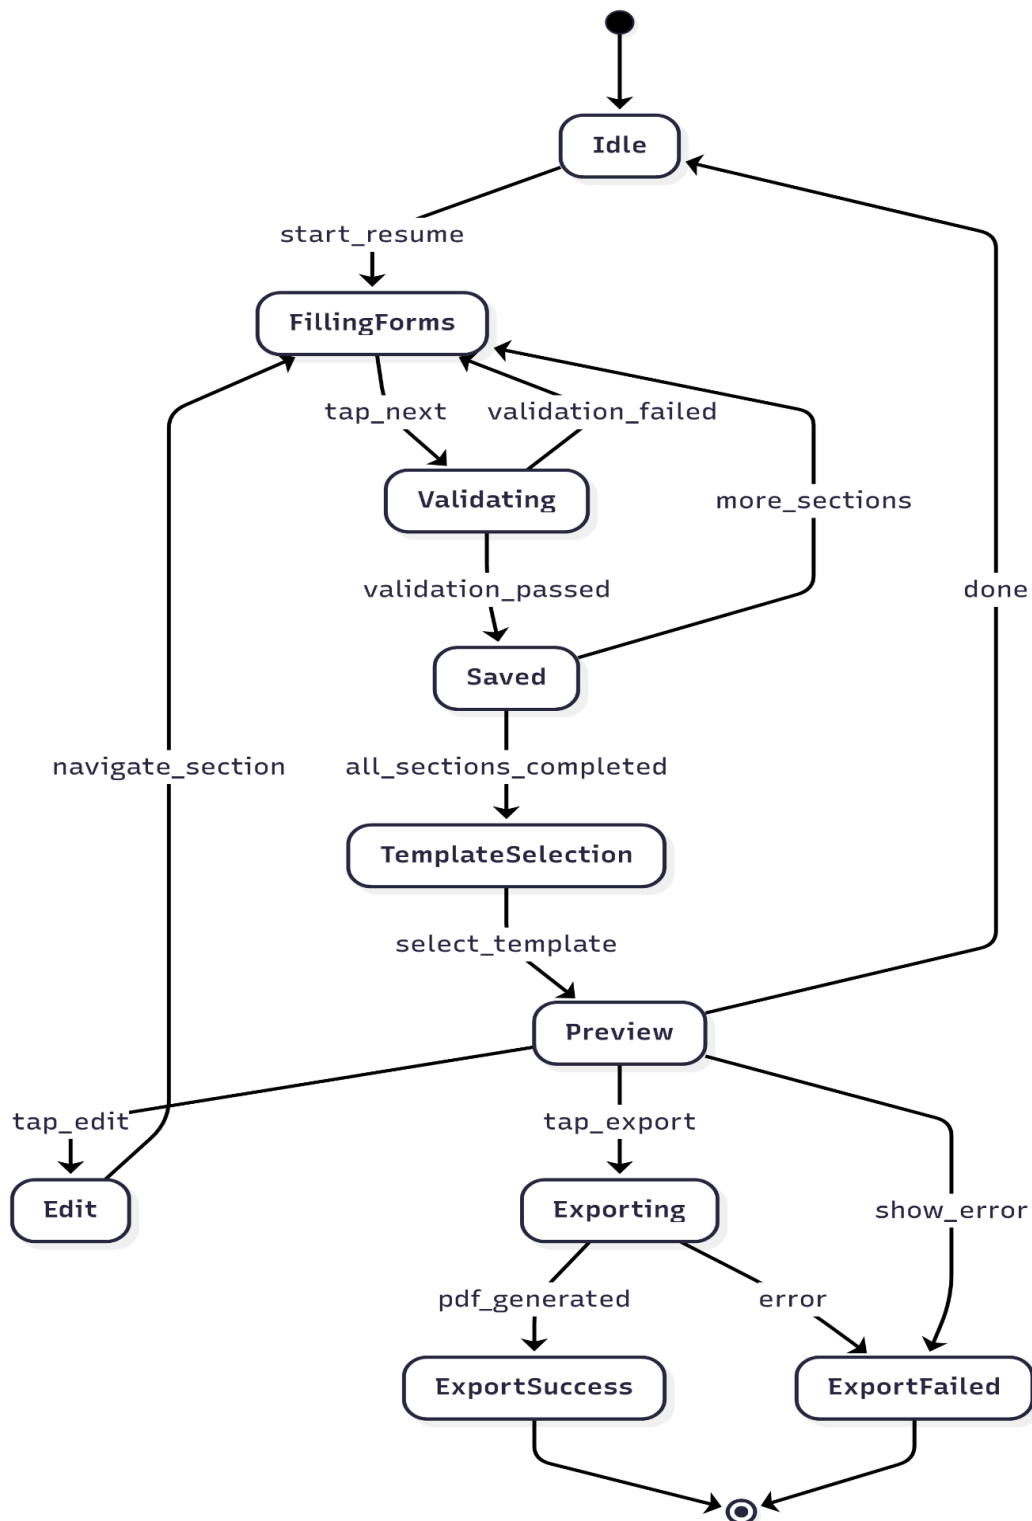 Idle
start_resume
FillingForms
tap_next
validation_failed
Validating
more_sections
validation_passed
done
Saved
navigate_section
all_sections_completed
TemplateSelection
select_template
Preview
tap_edit
tap_export
Edit
Exporting
show_error
pdf_generated
error
ExportSuccess
ExportFailed